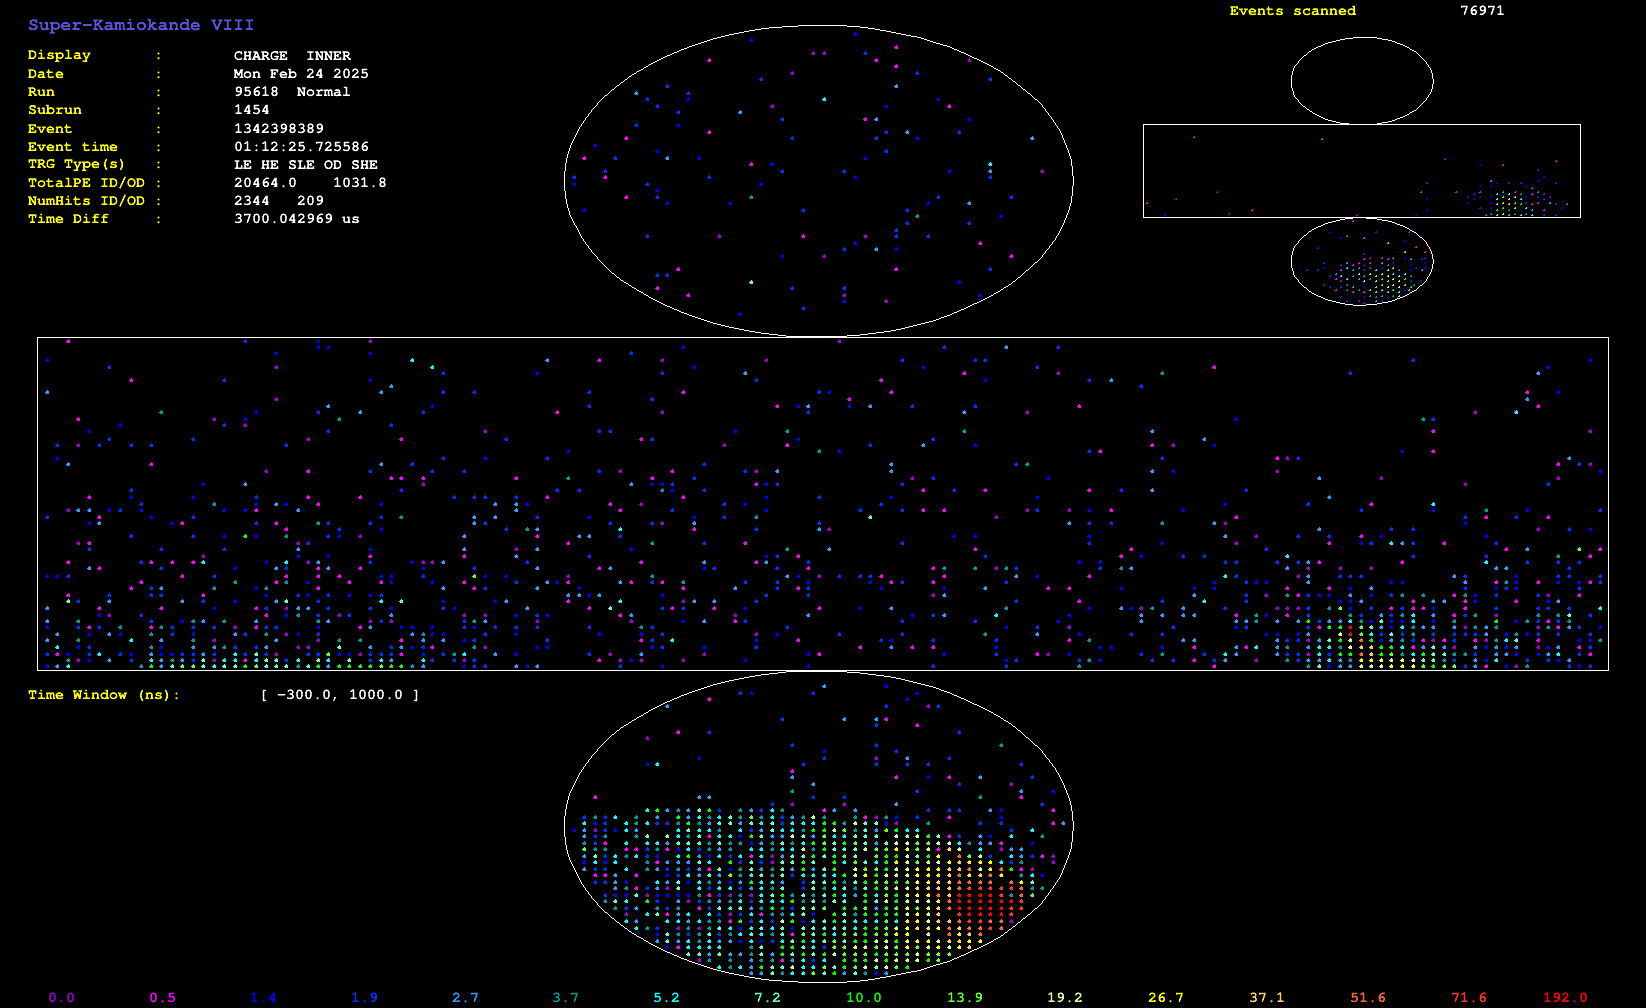 Super-Kamiokande VIII
Events scanned 76971
Display : CHARGE INNER
Date : Mon Feb 24 2025
Run : 95618 Normal
Subrun : 1454
Event : 1342398389
Event time : 01:12:25.725586
TRG Type(s) : LE HE SLE OD SHE
TotalPE ID/OD : 20464.0 1031.8
NumHits ID/OD : 2344 209
Time Diff : 3700.042969 us
Time Window (ns): [ -300.0, 1000.0 ]
0.0 0.5 1.4 1.9 2.7 3.7 5.2 7.2 10.0 13.9 19.2 26.7 37.1 51.6 71.6 192.0